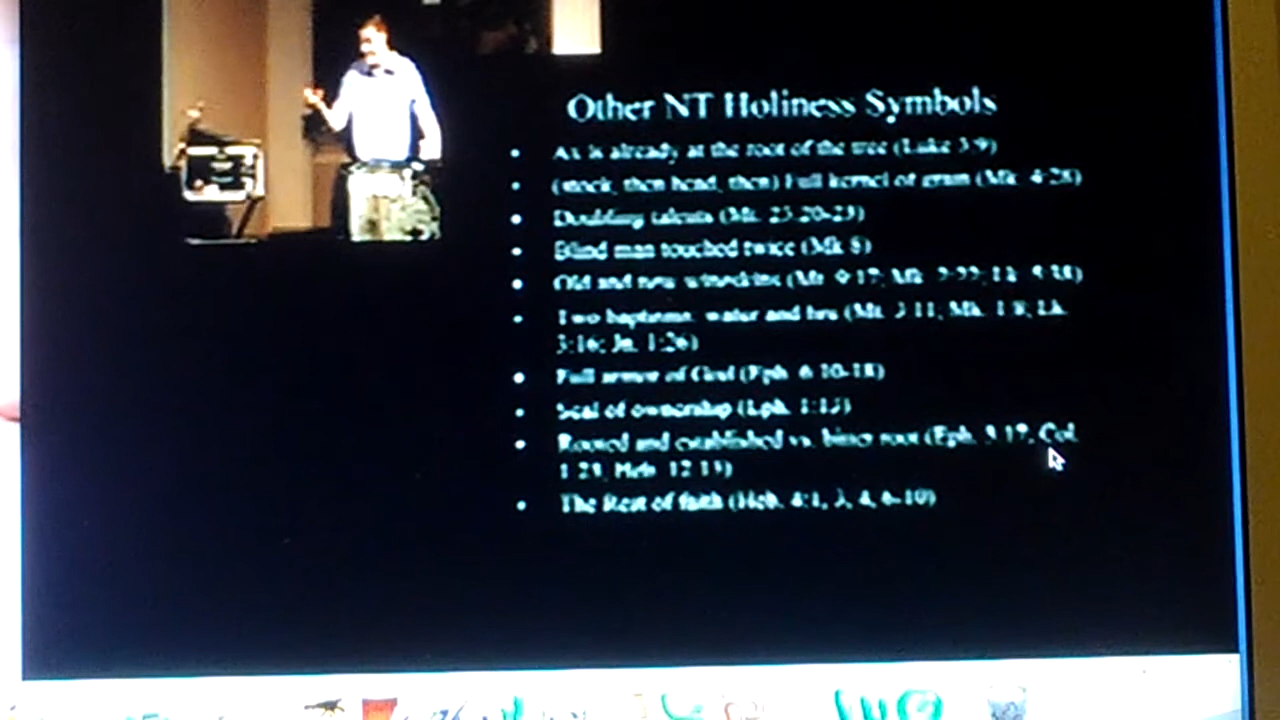 Other NT Holiness Symbols
Ax is already at the root of the tree (Luke 3:9)
(stock, then head, then) Full kernel of grain (Mk. 4:28)
Doubling talents (Mt. 25:20-23)
Blind man touched twice (Mk 8)
Old and new wineskins (Mt. 9:17; Mk.
Two baptisms: water and fire (Mt. 3:11; Mk. 1:8; Lk.
3:16; Jn. 1:26)
Full armor of God (Eph. 6:10-18)
Seal of ownership (Eph. 1:13)
Rooted and established vs. bitter root (Eph. 3:17, Col.
1:23, Heb. 12:15)
The Rest of faith (Heb. 4:1, 3, 4, 6-10)